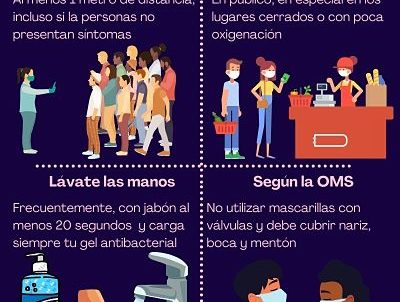 Al menos 1 metro de distancia,
incluso si la personas no
presentan síntomas
En público, en especial en los
lugares cerrados o con poca
oxigenación
Lávate las manos
Frecuentemente, con jabón al
menos 20 segundos y carga
siempre tu gel antibacterial
Según la OMS
No utilizar mascarillas con
válvulas y debe cubrir nariz,
boca y mentón